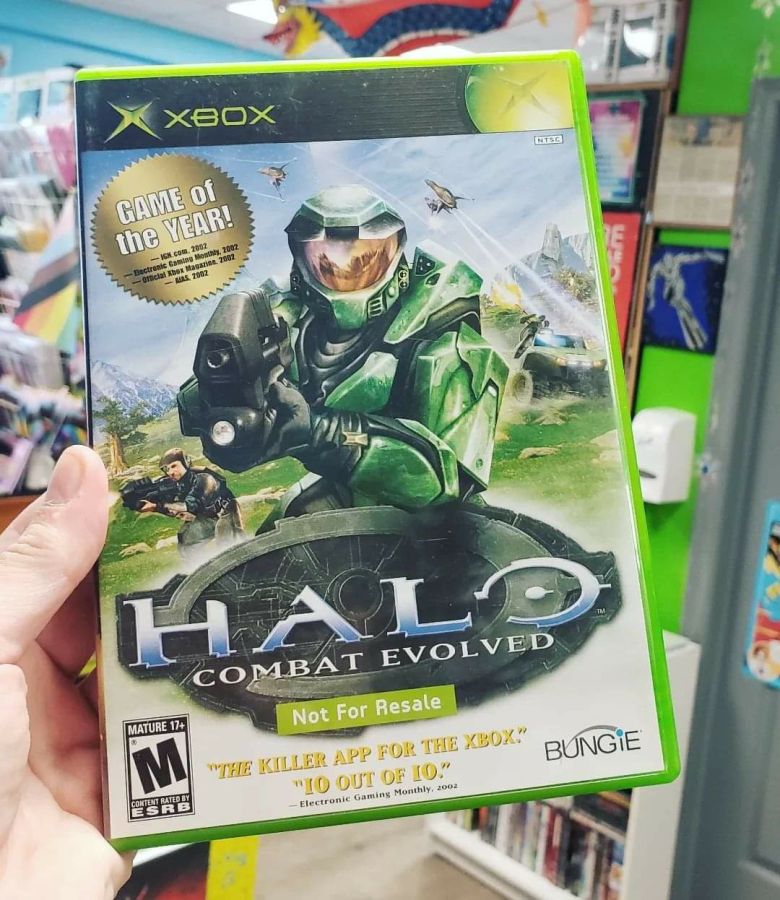 XBOX
NTSC
GAME of
the YEAR!
— IGN.com, 2002
— Electronic Gaming Monthly, 2002
— Official Xbox Magazine, 2002
— AIAS, 2002
HALO™
COMBAT EVOLVED
Not For Resale
MATURE 17+
M
®
CONTENT RATED BY
ESRB
"THE KILLER APP FOR THE XBOX."
"10 OUT OF 10."
— Electronic Gaming Monthly, 2002
BUNGiE